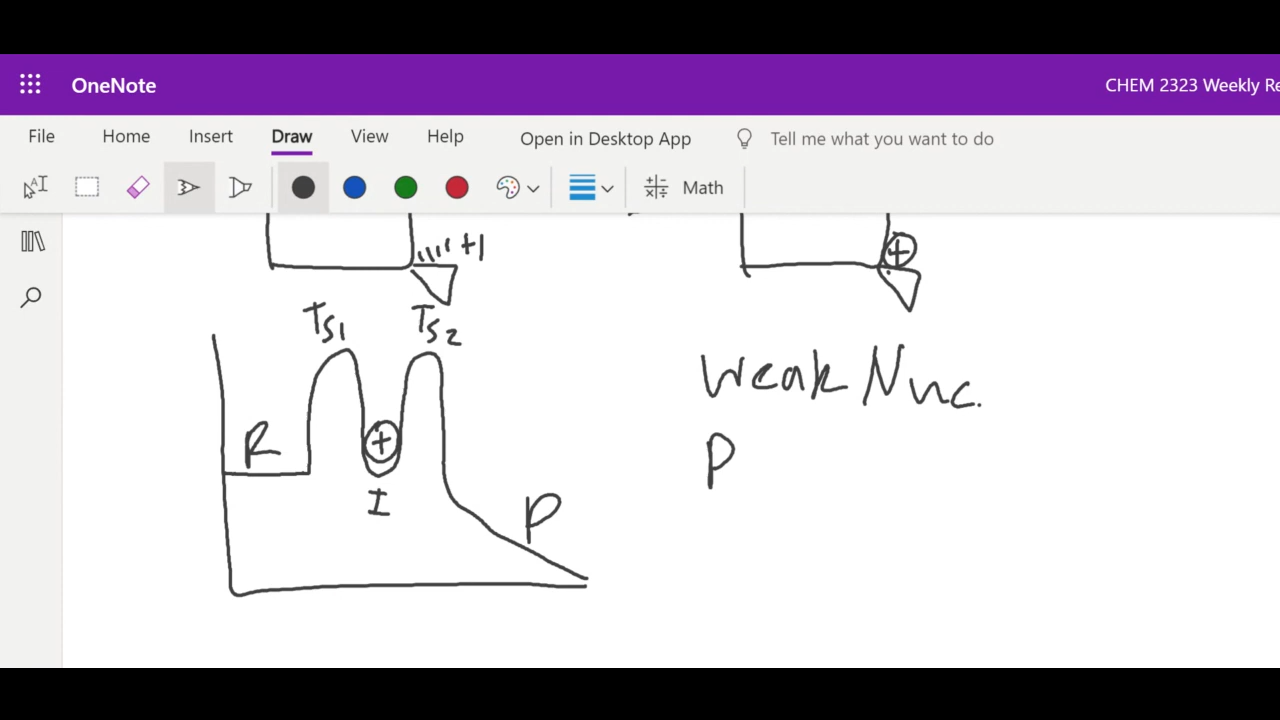 OneNote
CHEM 2323 Weekly Re
File Home Insert Draw View Help Open in Desktop App Tell me what you want to do
Math
+1
+
Ts1 Ts2
Weak Nuc.
R
+
P
I
P